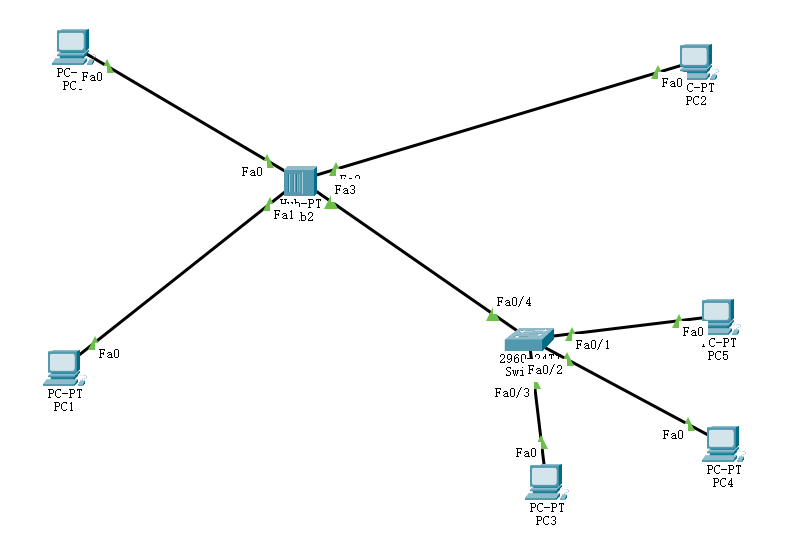 Fa0
Fa0
PC2
Fa0
Fa3
Fa1
Fa0/4
Fa0
Fa0/1
PC5
Fa0
Fa0/2
PC-PT
PC1
Fa0/3
Fa0
Fa0
PC-PT
PC4
PC-PT
PC3